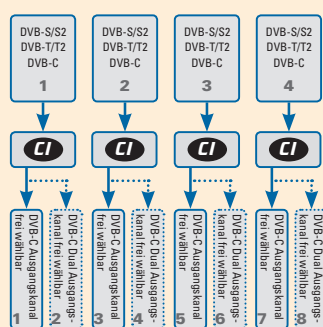 DVB-S/S2
DVB-T/T2
DVB-C
1
DVB-S/S2
DVB-T/T2
DVB-C
2
DVB-S/S2
DVB-T/T2
DVB-C
3
DVB-S/S2
DVB-T/T2
DVB-C
4
CI
CI
CI
CI
DVB-C Ausgangskanal
frei wählbar
1
DVB-C Dual Ausgangs-
kanal frei wählbar
2
DVB-C Ausgangskanal
frei wählbar
3
DVB-C Dual Ausgangs-
kanal frei wählbar
4
DVB-C Ausgangskanal
frei wählbar
5
DVB-C Dual Ausgangs-
kanal frei wählbar
6
DVB-C Ausgangskanal
frei wählbar
7
DVB-C Dual Ausgangs-
kanal frei wählbar
8